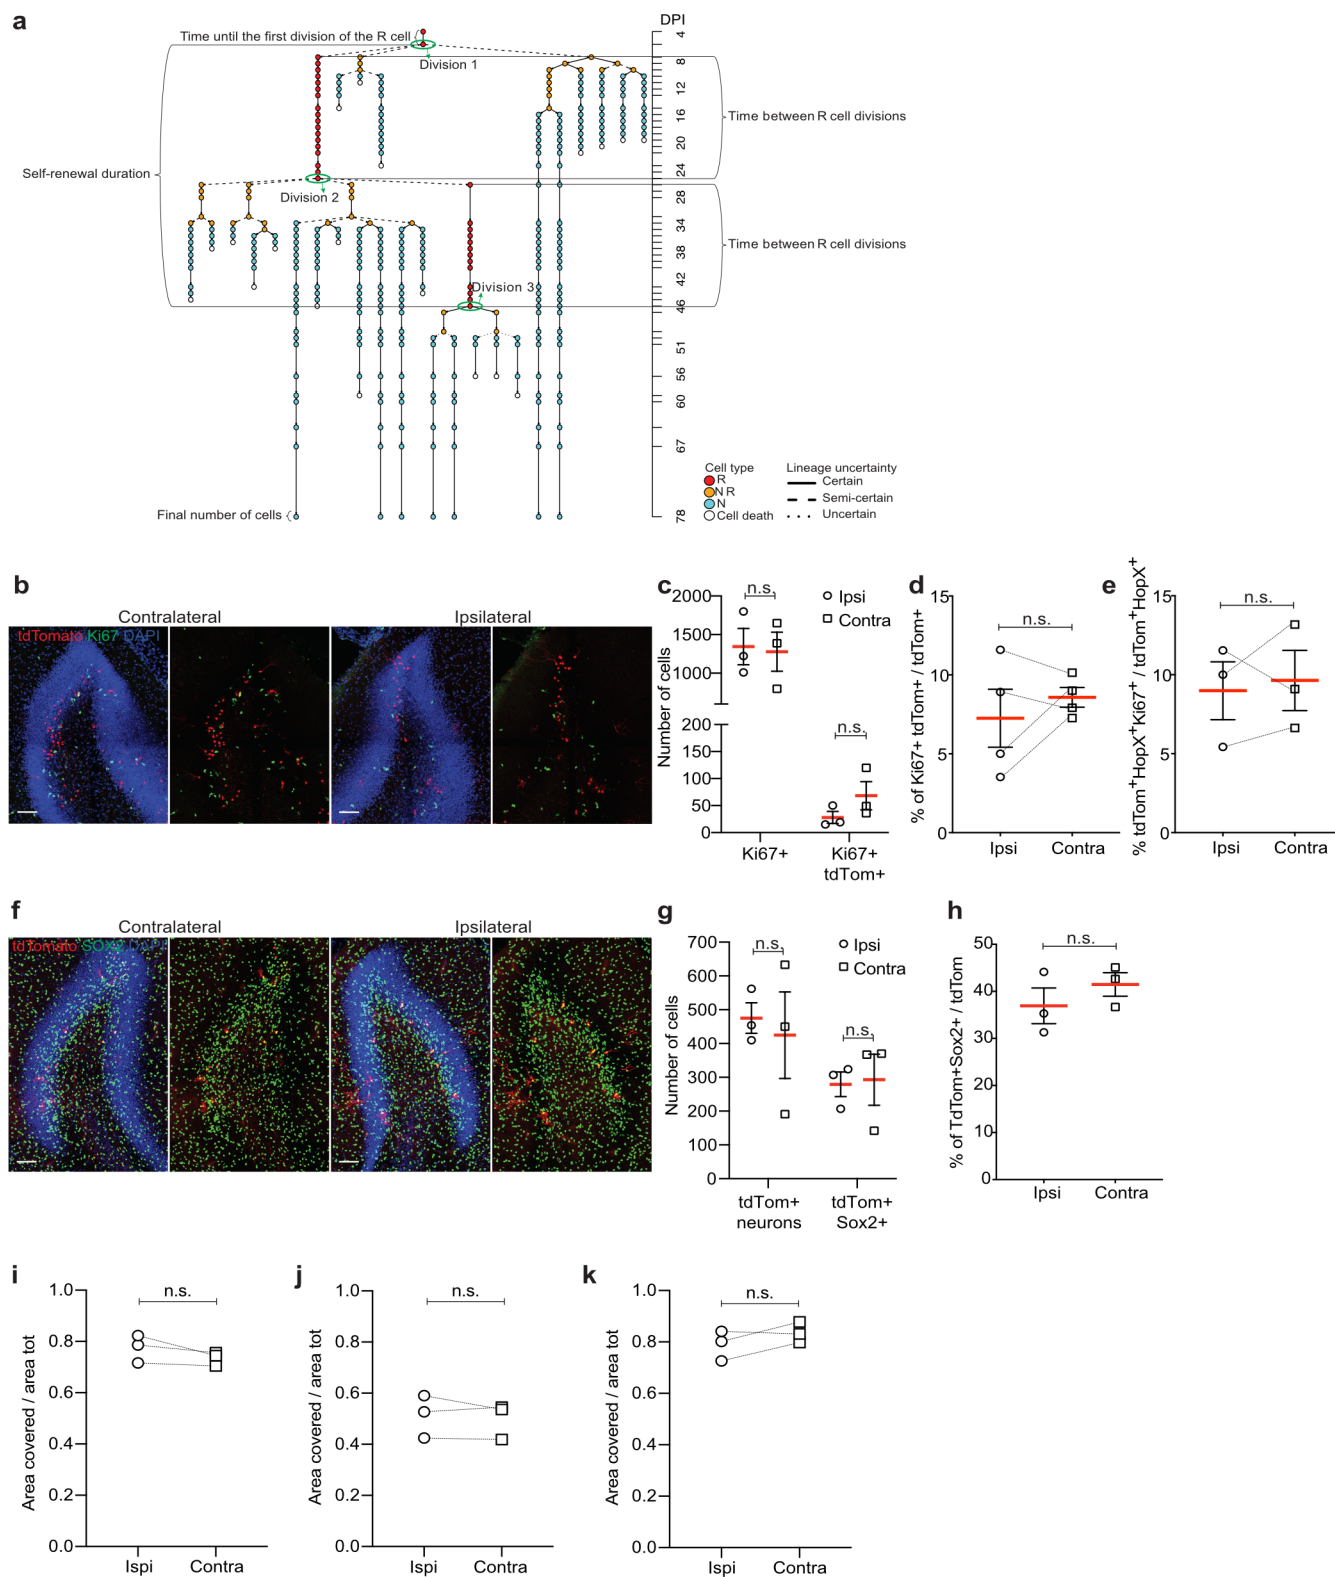 a
DPI
Time until the first division of the R cell
4
Division 1
8
12
16
Time between R cell divisions
20
24
Self-renewal duration
Division 2
28
34
Time between R cell divisions
38
42
Division 3
46
51
56
60
67
Cell type
R
N R
N
Cell death
Lineage uncertainty
Certain
Semi-certain
Uncertain
Final number of cells
78
b
Contralateral
Ipsilateral
tdTomato Ki67 DAPI
c
Number of cells
2000
1500
1000
200
150
100
50
0
n.s.
n.s.
Ipsi
Contra
Ki67+
Ki67+
tdTom+
d
% of Ki67+ tdTom+ / tdTom+
15
10
5
0
n.s.
Ipsi
Contra
e
% tdTom+HopX+Ki67+ / tdTom+HopX+
15
10
5
0
n.s.
Ipsi
Contra
f
Contralateral
Ipsilateral
tdTomato SOX2 DAPI
g
Number of cells
700
600
500
400
300
200
100
0
n.s.
n.s.
Ipsi
Contra
tdTom+
neurons
tdTom+
Sox2+
h
% of TdTom+Sox2+ / tdTom
50
40
30
20
10
0
n.s.
Ipsi
Contra
i
Area covered / area tot
1.0
0.8
0.6
0.4
0.2
0.0
n.s.
Ispi
Contra
j
Area covered / area tot
1.0
0.8
0.6
0.4
0.2
0.0
n.s.
Ispi
Contra
k
Area covered / area tot
1.0
0.8
0.6
0.4
0.2
0.0
n.s.
Ispi
Contra